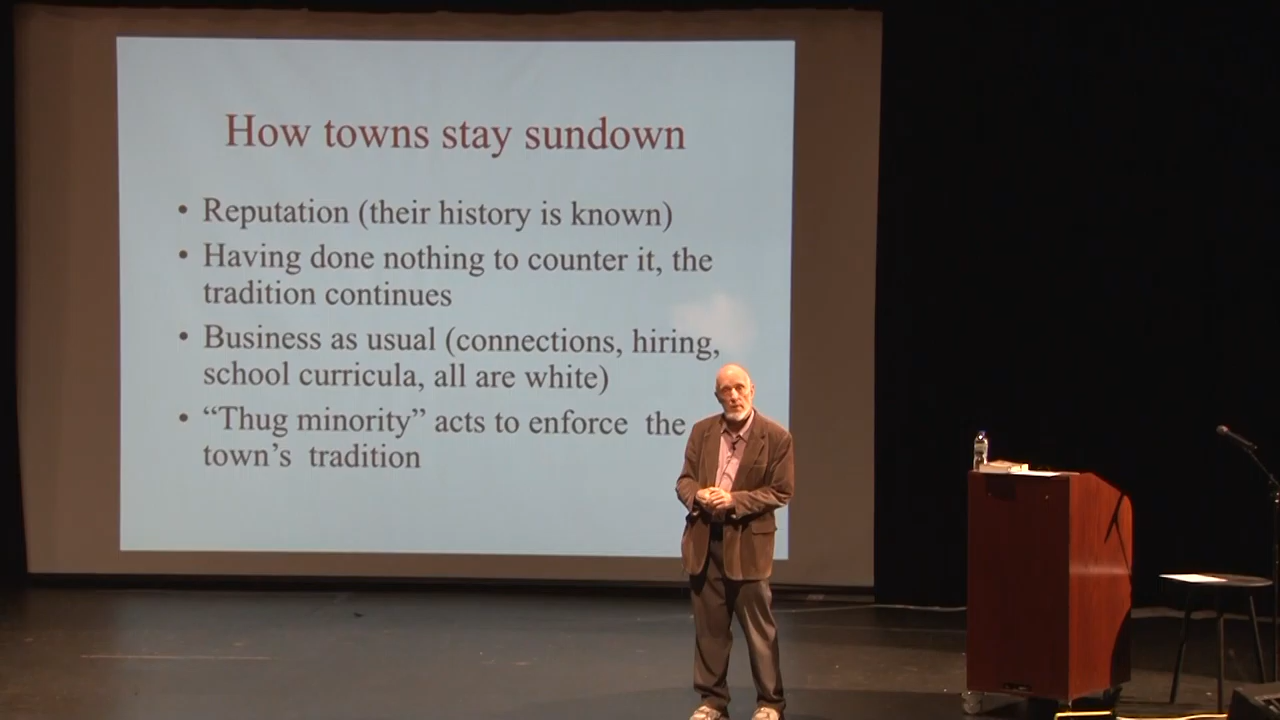 How towns stay sundown
• Reputation (their history is known)
• Having done nothing to counter it, the
tradition continues
• Business as usual (connections, hiring,
school curricula, all are white)
• “Thug minority” acts to enforce the
town’s tradition